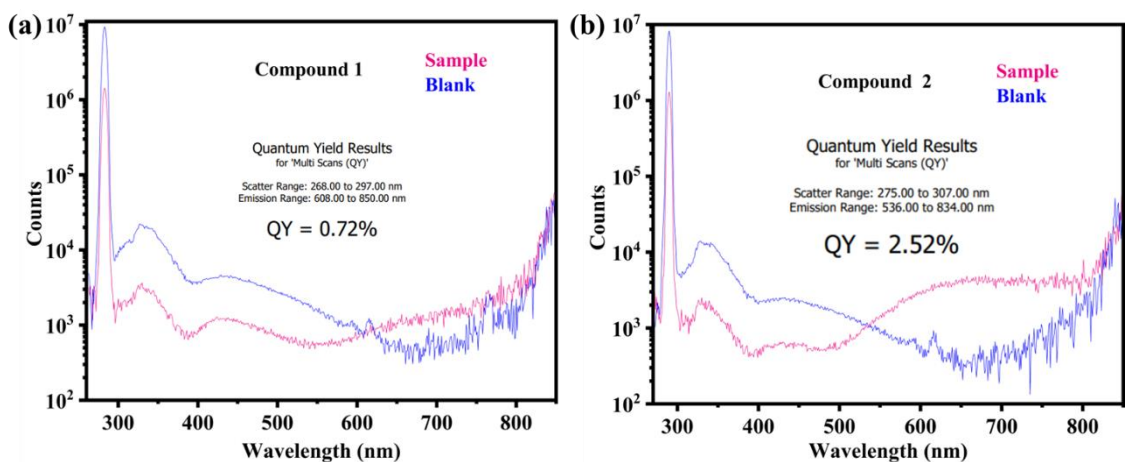 (a)
10⁷
10⁶
10⁵
10⁴
10³
10²
Counts
Compound 1
Sample
Blank
Quantum Yield Results
for 'Multi Scans (QY)'
Scatter Range: 268.00 to 297.00 nm
Emission Range: 608.00 to 850.00 nm
QY = 0.72%
300 400 500 600 700 800
Wavelength (nm)
(b)
10⁷
10⁶
10⁵
10⁴
10³
10²
Counts
Compound 2
Sample
Blank
Quantum Yield Results
for 'Multi Scans (QY)'
Scatter Range: 275.00 to 307.00 nm
Emission Range: 536.00 to 834.00 nm
QY = 2.52%
300 400 500 600 700 800
Wavelength (nm)